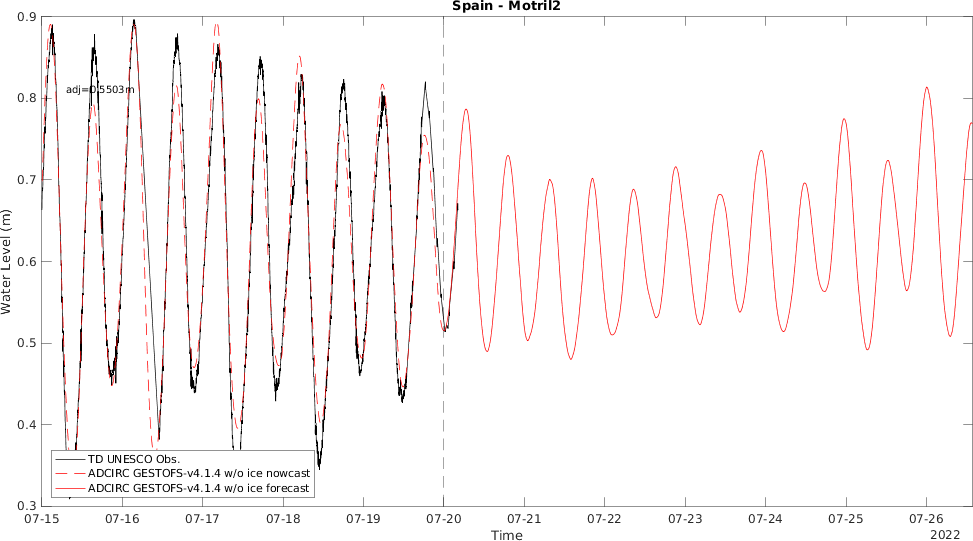 Spain - Motril2
Water Level (m)
0.9
0.8
0.7
0.6
0.5
0.4
0.3
adj=0.5503m
TD UNESCO Obs.
ADCIRC GESTOFS-v4.1.4 w/o ice nowcast
ADCIRC GESTOFS-v4.1.4 w/o ice forecast
07-15 07-16 07-17 07-18 07-19 07-20 07-21 07-22 07-23 07-24 07-25 07-26
Time
2022